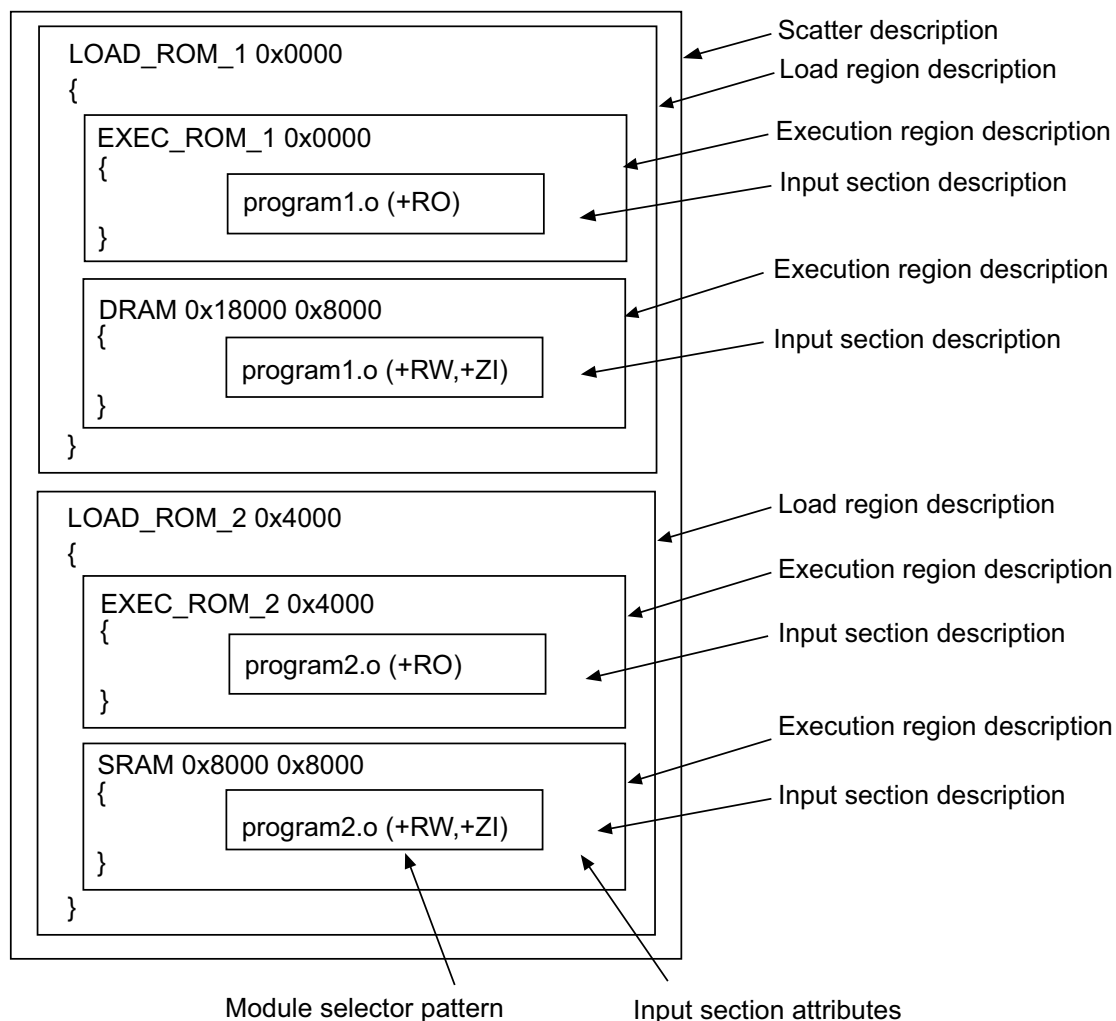 Scatter description
LOAD_ROM_1 0x0000
Load region description
{
EXEC_ROM_1 0x0000
Execution region description
{
program1.o (+RO)
Input section description
}
DRAM 0x18000 0x8000
Execution region description
{
program1.o (+RW,+ZI)
Input section description
}
}
LOAD_ROM_2 0x4000
Load region description
{
EXEC_ROM_2 0x4000
Execution region description
{
program2.o (+RO)
Input section description
}
SRAM 0x8000 0x8000
Execution region description
{
program2.o (+RW,+ZI)
Input section description
}
}
Module selector pattern
Input section attributes